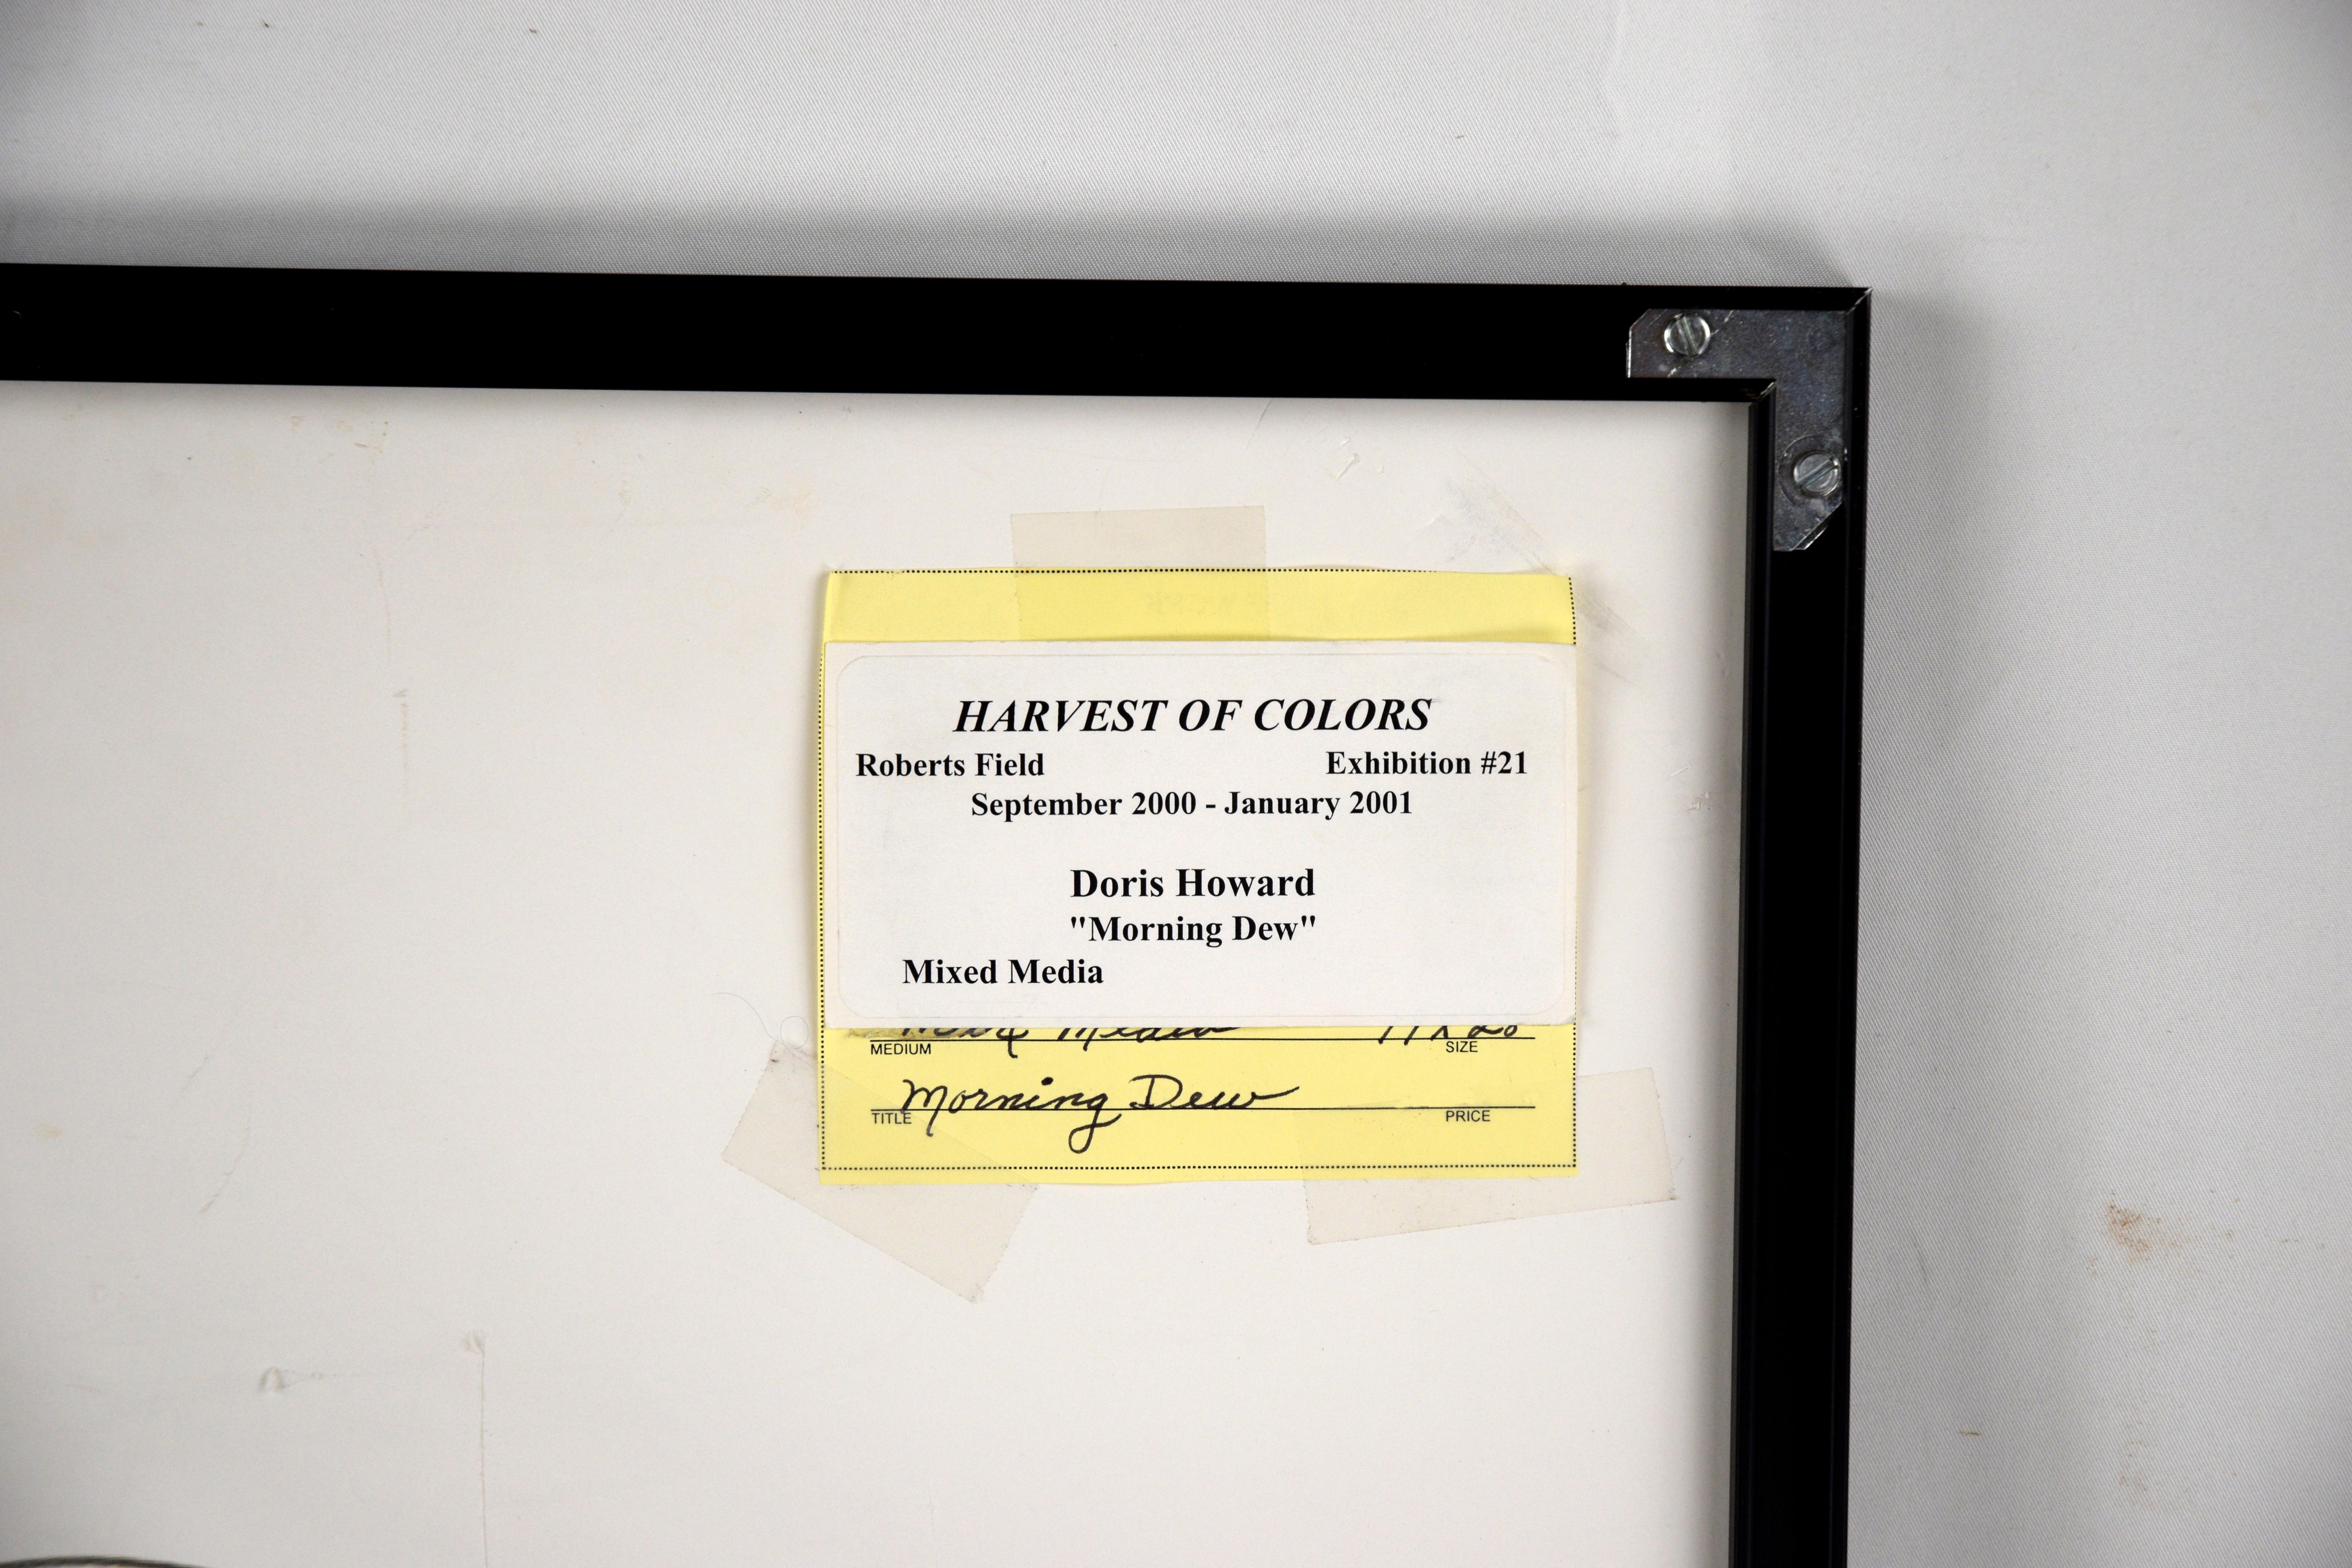 HARVEST OF COLORS
Roberts Field Exhibition #21
September 2000 - January 2001
Doris Howard
"Morning Dew"
Mixed Media
MEDIUM SIZE
Morning Dew
TITLE PRICE